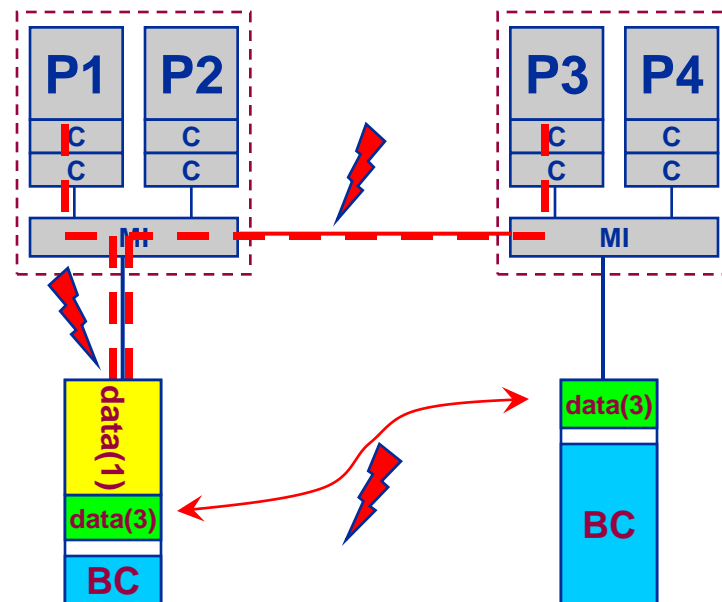 P1 P2 P3 P4
C C C C
C C C C
MI MI
data(1)
data(3) data(3)
BC BC